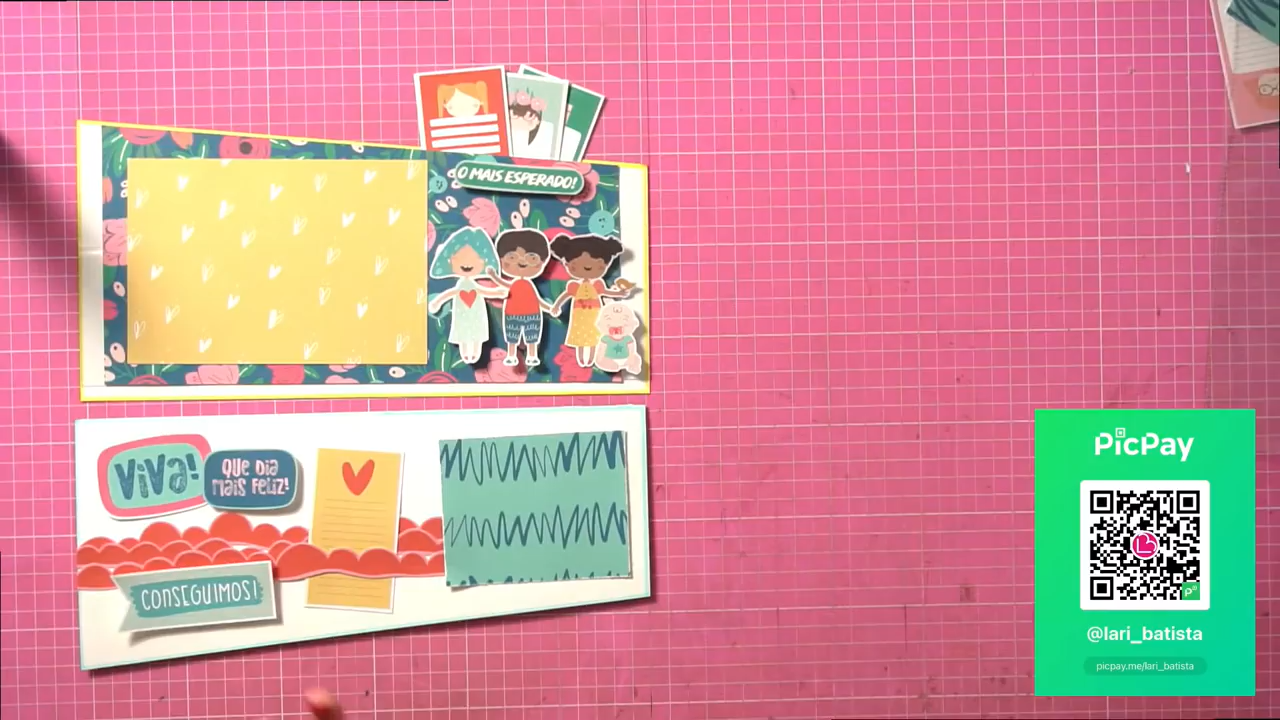 O MAIS ESPERADO!
VIVA!
QUE DIA
MAIS FELIZ!
CONSEGUIMOS!
PicPay
@lari_batista
picpay.me/lari_batista